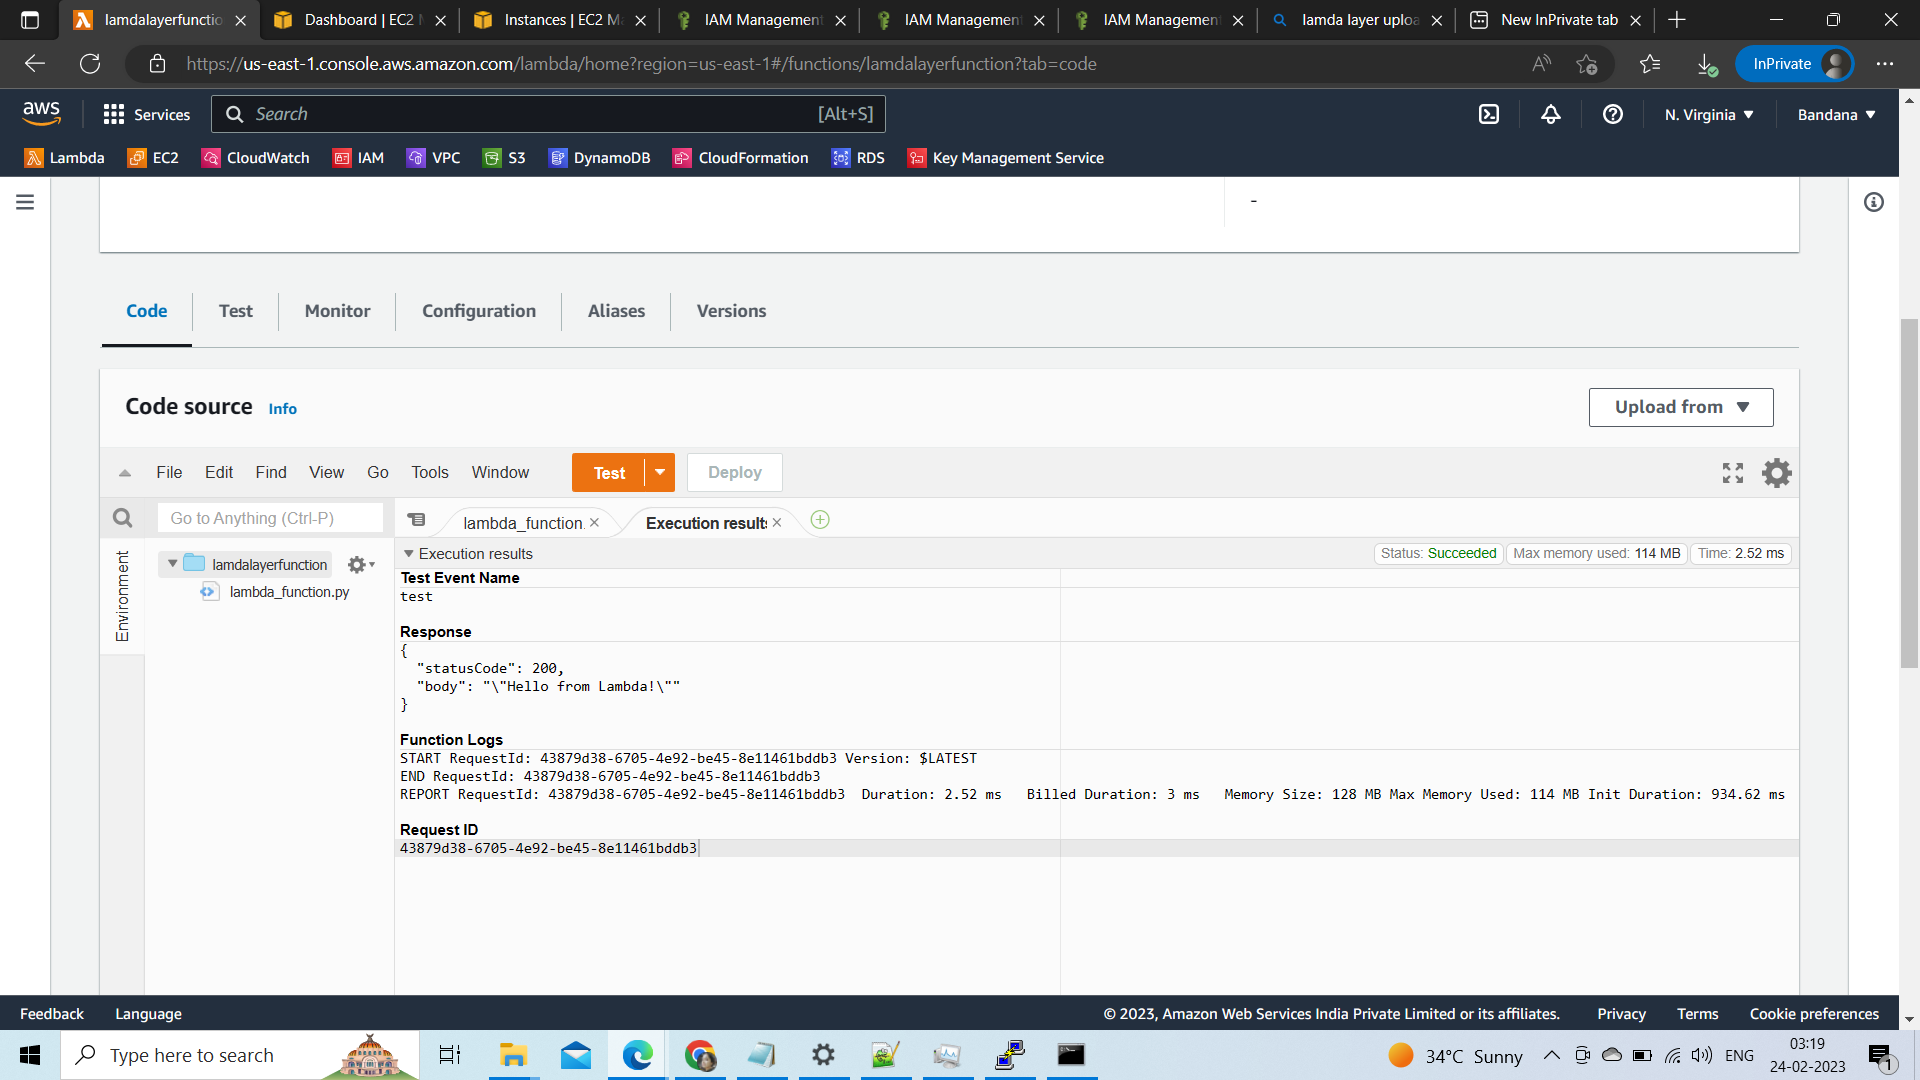 lamdalayerfunctio
Dashboard | EC2 M
Instances | EC2 Ma
IAM Management
IAM Management
IAM Management
lamda layer uploa
New InPrivate tab
https://us-east-1.console.aws.amazon.com/lambda/home?region=us-east-1#/functions/lamdalayerfunction?tab=code
InPrivate
aws
Services
Search
[Alt+S]
N. Virginia
Bandana
Lambda
EC2
CloudWatch
IAM
VPC
S3
DynamoDB
CloudFormation
RDS
Key Management Service
-
Code
Test
Monitor
Configuration
Aliases
Versions
Code source
Info
Upload from
File
Edit
Find
View
Go
Tools
Window
Test
Deploy
Go to Anything (Ctrl-P)
lambda_function.
Execution results
Environment
lamdalayerfunction
lambda_function.py
Execution results
Status: Succeeded
Max memory used: 114 MB
Time: 2.52 ms
Test Event Name
test
Response
{
"statusCode": 200,
"body": "\"Hello from Lambda!\""
}
Function Logs
START RequestId: 43879d38-6705-4e92-be45-8e11461bddb3 Version: $LATEST
END RequestId: 43879d38-6705-4e92-be45-8e11461bddb3
REPORT RequestId: 43879d38-6705-4e92-be45-8e11461bddb3 Duration: 2.52 ms Billed Duration: 3 ms Memory Size: 128 MB Max Memory Used: 114 MB Init Duration: 934.62 ms
Request ID
43879d38-6705-4e92-be45-8e11461bddb3
Feedback
Language
© 2023, Amazon Web Services India Private Limited or its affiliates.
Privacy
Terms
Cookie preferences
Type here to search
34°C Sunny
ENG
03:19
24-02-2023
1